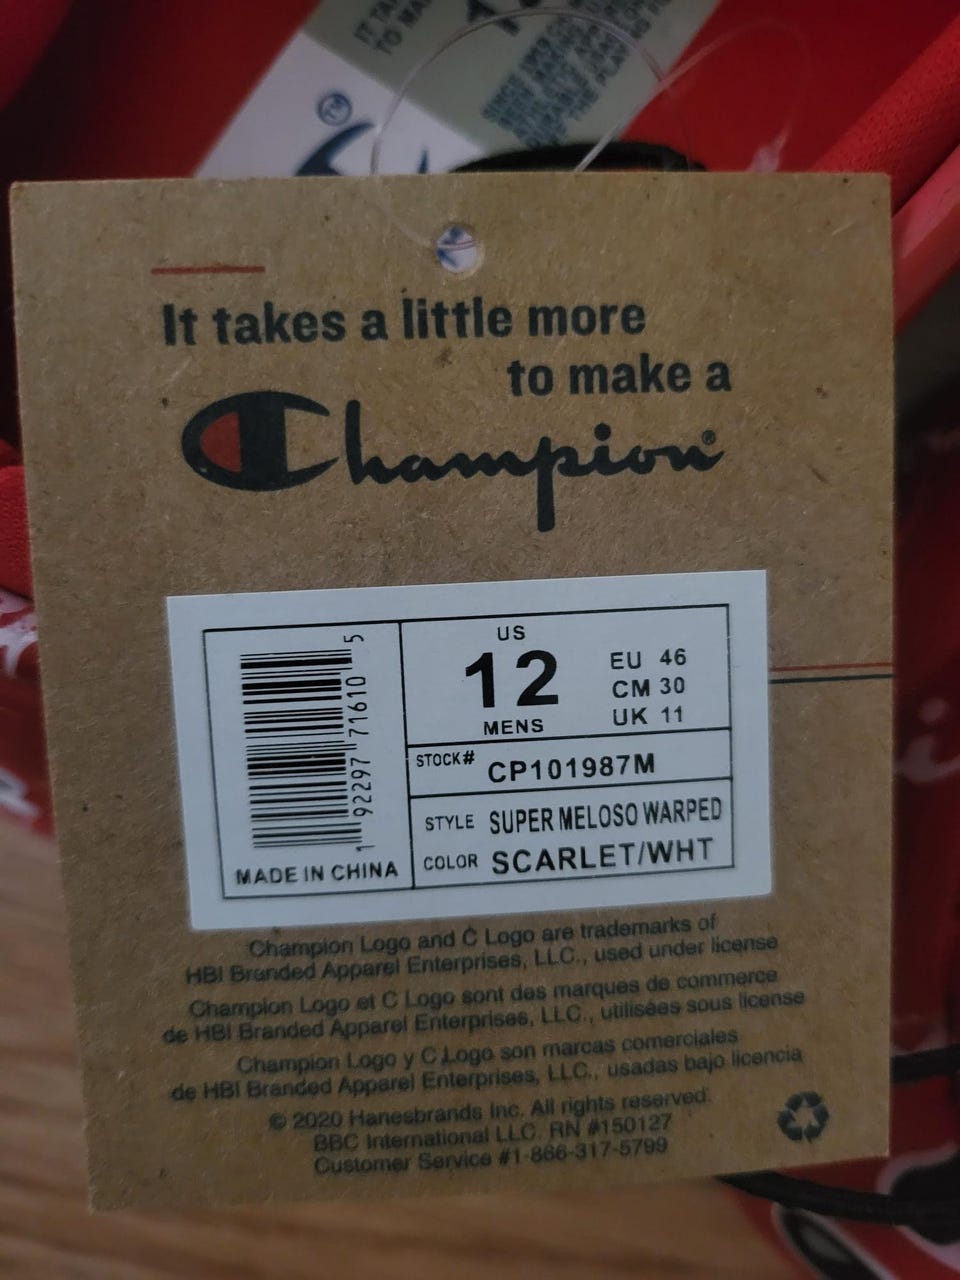 IT TA
TO MA
It takes a little more
to make a
Champion®
1 92297 71610 5
MADE IN CHINA
US
12
MENS
EU 46
CM 30
UK 11
STOCK# CP101987M
STYLE SUPER MELOSO WARPED
COLOR SCARLET/WHT
Champion Logo and C Logo are trademarks of
HBI Branded Apparel Enterprises, LLC., used under license
Champion Logo et C Logo sont des marques de commerce
de HBI Branded Apparel Enterprises, LLC., utilisées sous license
Champion Logo y C Logo son marcas comerciales
de HBI Branded Apparel Enterprises, LLC., usadas bajo licencia
© 2020 Hanesbrands Inc. All rights reserved.
BBC International LLC. RN #150127
Customer Service #1-866-317-5799